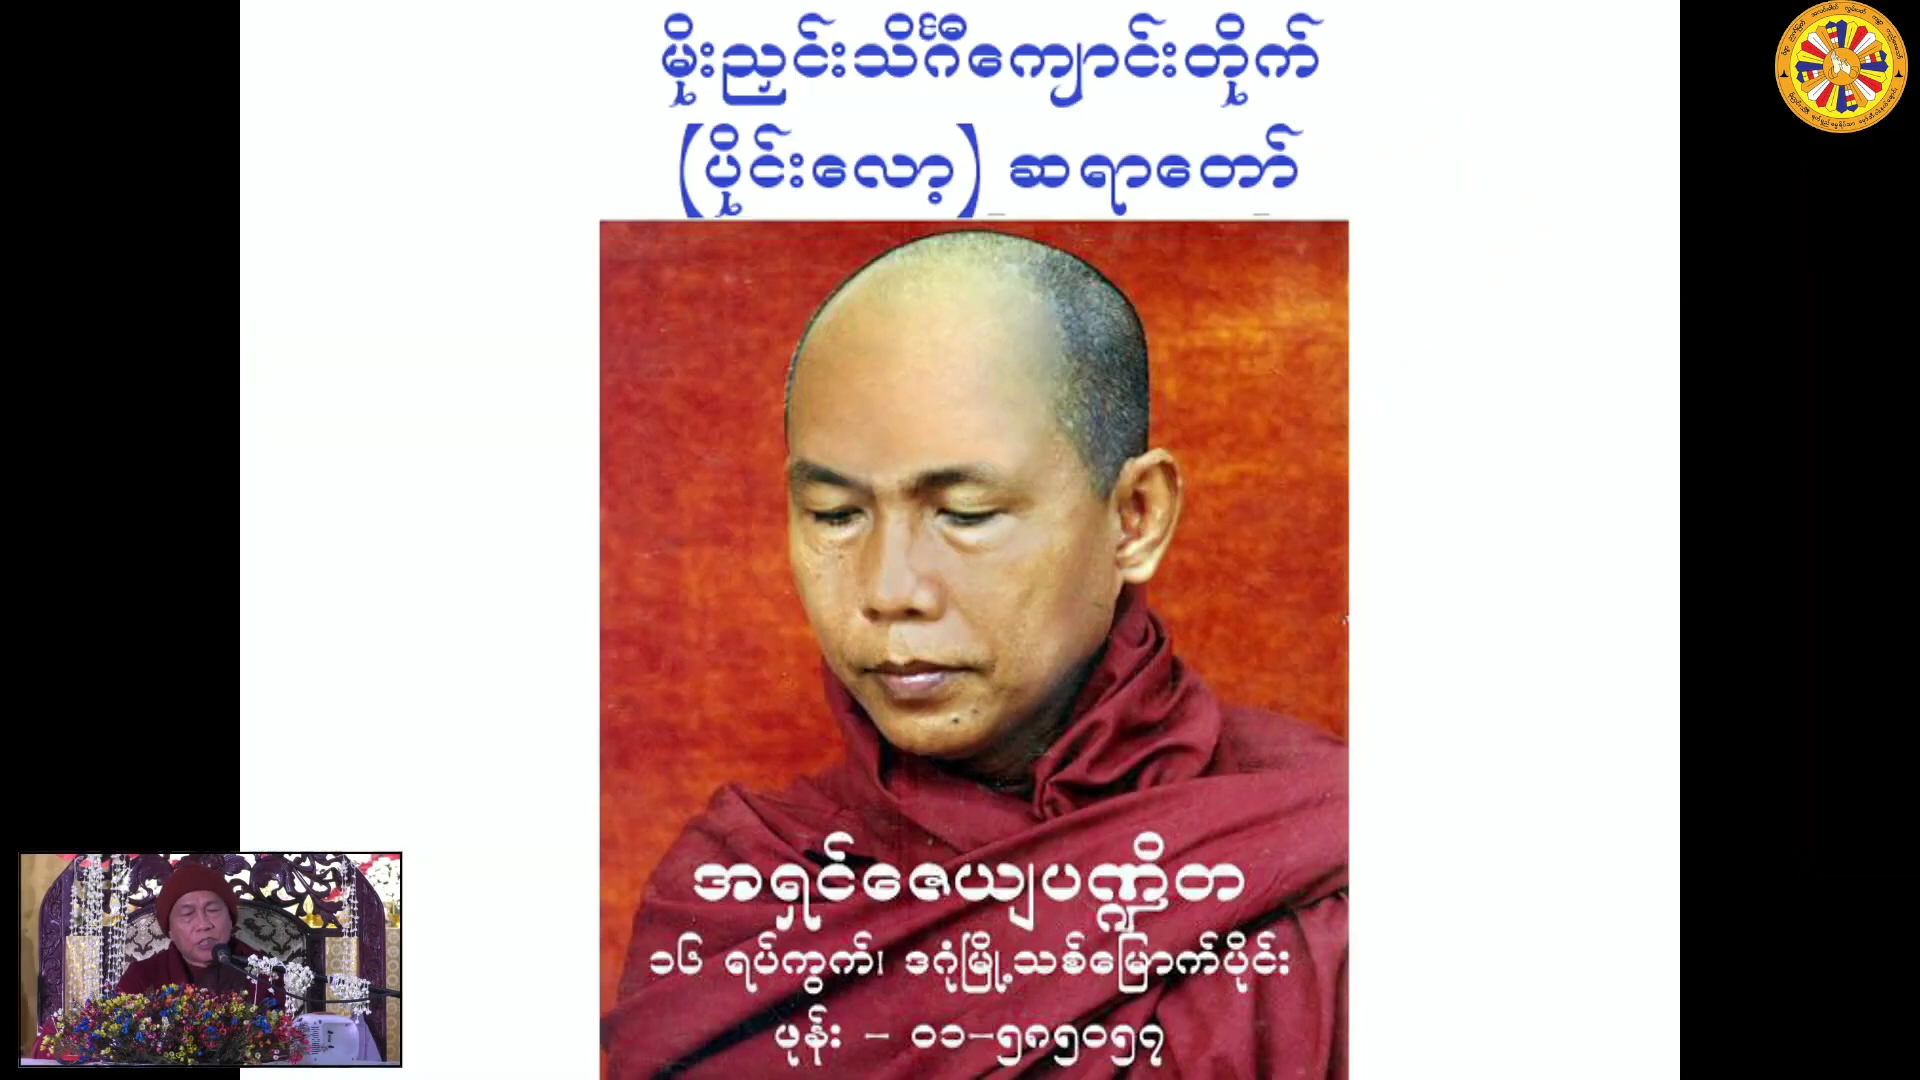 မိုးညှင်းသိင်္ဂီကျောင်းတိုက်
(ပိုင်းလော့) ဆရာတော်
အရှင်ဇေယျပဏ္ဍိတ
၁၆ ရပ်ကွက်၊ ဒဂုံမြို့သစ်မြောက်ပိုင်း
ပုန်း - ၀၁-၅၈၅၀၅၇